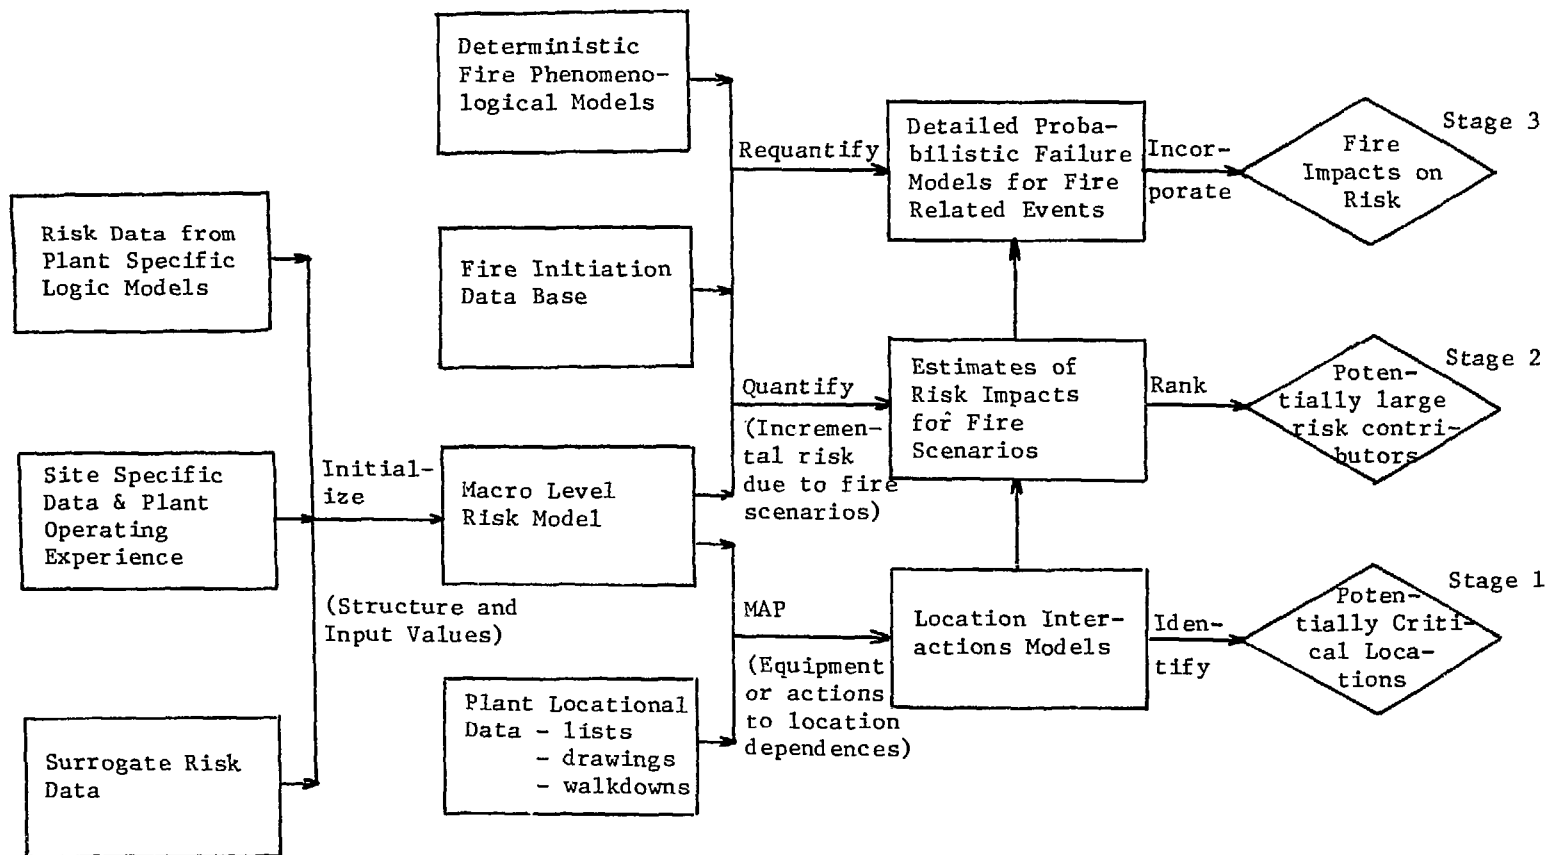 Deterministic
Fire Phenomeno-
logical Models
Requantify
Detailed Proba-
bilistic Failure
Models for Fire
Related Events
Incor-
porate
Fire
Impacts on
Risk
Stage 3
Risk Data from
Plant Specific
Logic Models
Fire Initiation
Data Base
Quantify
(Incremen-
tal risk
due to fire
scenarios)
Estimates of
Risk Impacts
for Fire
Scenarios
Rank
Poten-
tially large
risk contri-
butors
Stage 2
Site Specific
Data & Plant
Operating
Experience
Initial-
ize
(Structure and
Input Values)
Macro Level
Risk Model
MAP
(Equipment
or actions
to location
dependences)
Location Inter-
actions Models
Iden-
tify
Poten-
tially Criti-
cal Loca-
tions
Stage 1
Surrogate Risk
Data
Plant Locational
Data - lists
- drawings
- walkdowns